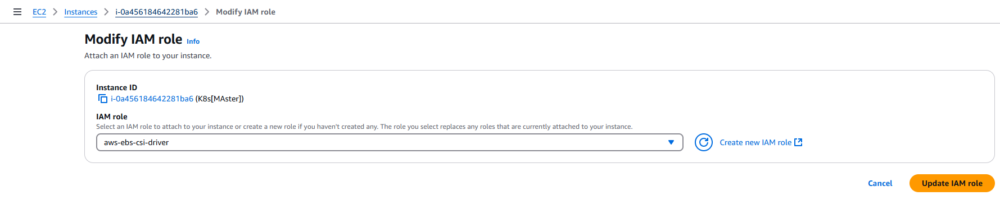 EC2 > Instances > i-0a456184642281ba6 > Modify IAM role
Modify IAM role Info
Attach an IAM role to your instance.
Instance ID
i-0a456184642281ba6 (K8s[MAster])
IAM role
Select an IAM role to attach to your instance or create a new role if you haven't created any. The role you select replaces any roles that are currently attached to your instance.
aws-ebs-csi-driver
Create new IAM role
Cancel
Update IAM role